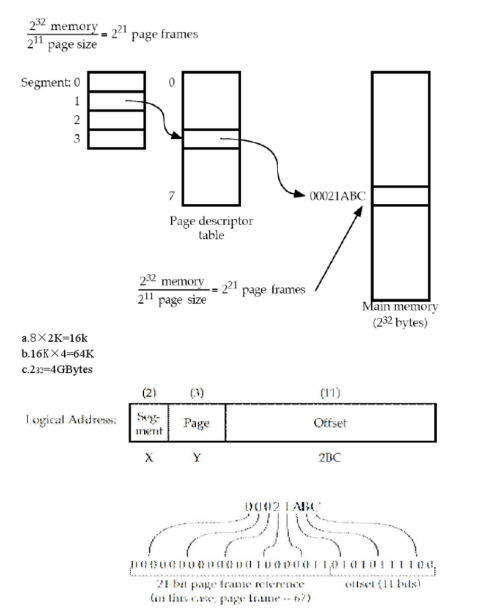 2^32 memory
2^11 page size
= 2^21 page frames
Segment: 0
1
2
3
0
7
Page descriptor
table
00021ABC
2^32 memory
2^11 page size
= 2^21 page frames
Main memory
(2^32 bytes)
a.8×2K=16k
b.16K×4=64K
c.232=4GBytes
(2) (3) (11)
Logical Address:
Seg-
ment
Page
Offset
X Y 2BC
00021ABC
00000000000001000011 01010111100
21-bit page frame reference
offset (11 bits)
(in this case, page frame = 67)